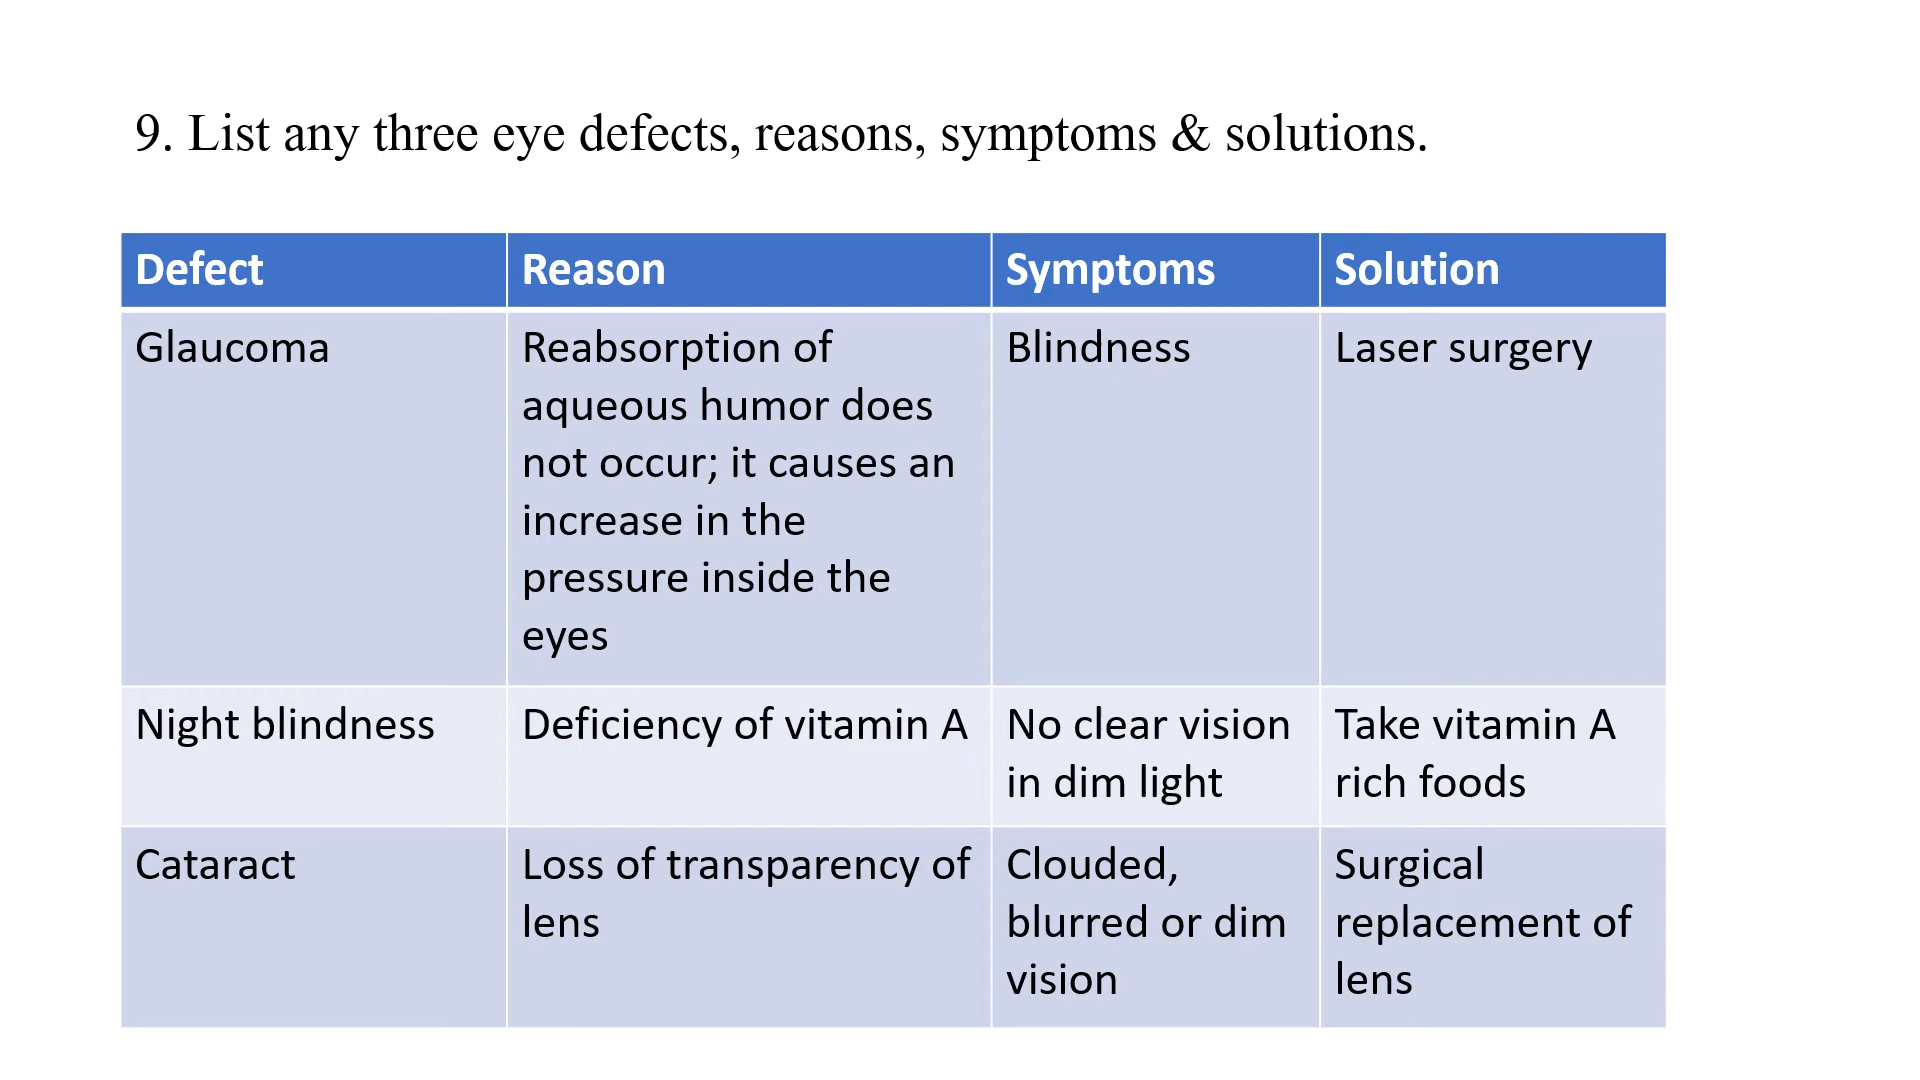 9. List any three eye defects, reasons, symptoms & solutions.
Defect
Reason
Symptoms
Solution
Glaucoma
Reabsorption of
aqueous humor does
not occur; it causes an
increase in the
pressure inside the
eyes
Blindness
Laser surgery
Night blindness
Deficiency of vitamin A
No clear vision
in dim light
Take vitamin A
rich foods
Cataract
Loss of transparency of
lens
Clouded,
blurred or dim
vision
Surgical
replacement of
lens